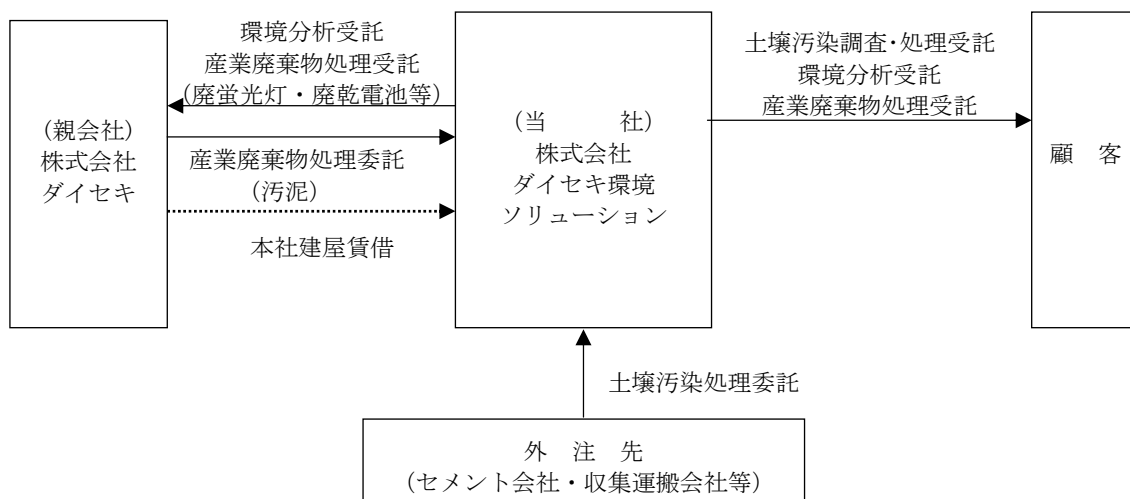 環境分析受託
産業廃棄物処理受託
(廃蛍光灯・廃乾電池等)
(親会社)
株式会社
ダイセキ
産業廃棄物処理委託
(汚泥)
本社建屋賃借
(当　　社)
株式会社
ダイセキ環境
ソリューション
土壌汚染調査・処理受託
環境分析受託
産業廃棄物処理受託
顧　客
土壌汚染処理委託
外　注　先
(セメント会社・収集運搬会社等)